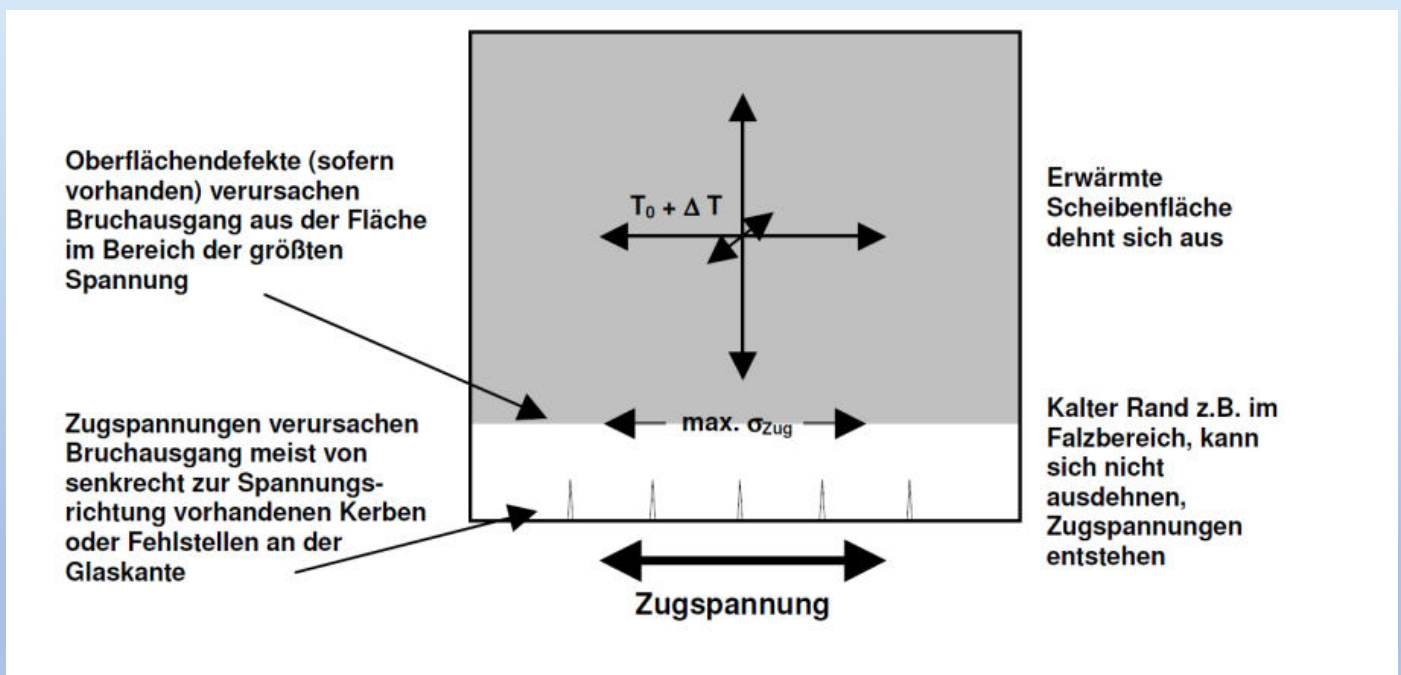 Oberflächendefekte (sofern
vorhanden) verursachen
Bruchausgang aus der Fläche
im Bereich der größten
Spannung
T₀ + Δ T
Erwärmte
Scheibenfläche
dehnt sich aus
Zugspannungen verursachen
Bruchausgang meist von
senkrecht zur Spannungs-
richtung vorhandenen Kerben
oder Fehlstellen an der
Glaskante
max. σZug
Kalter Rand z.B. im
Falzbereich, kann
sich nicht
ausdehnen,
Zugspannungen
entstehen
Zugspannung